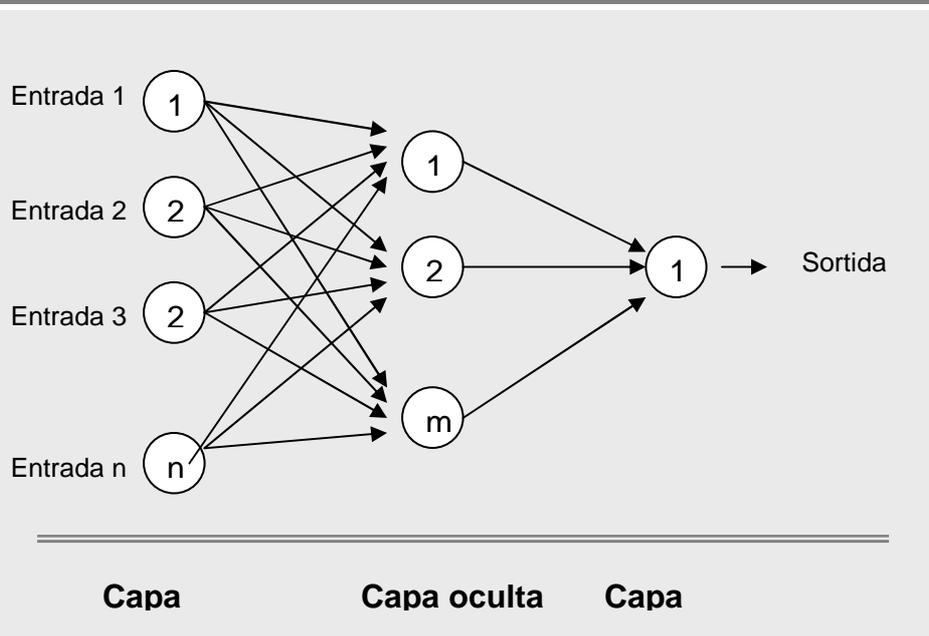 Entrada 1
1
Entrada 2
2
Entrada 3
2
Entrada n
n
1
2
m
1
Sortida
Capa
Capa oculta
Capa